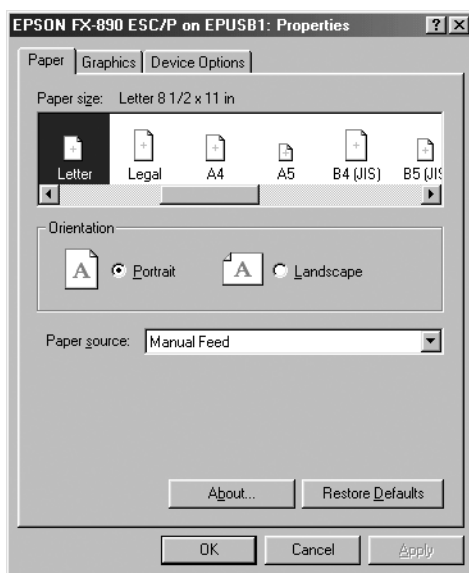 EPSON FX-890 ESC/P on EPUSB1: Properties ? X
Paper Graphics Device Options
Paper size: Letter 8 1/2 x 11 in
Letter Legal A4 A5 B4 (JIS) B5 (JIS
Orientation
A Portrait A Landscape
Paper source: Manual Feed
About... Restore Defaults
OK Cancel Apply